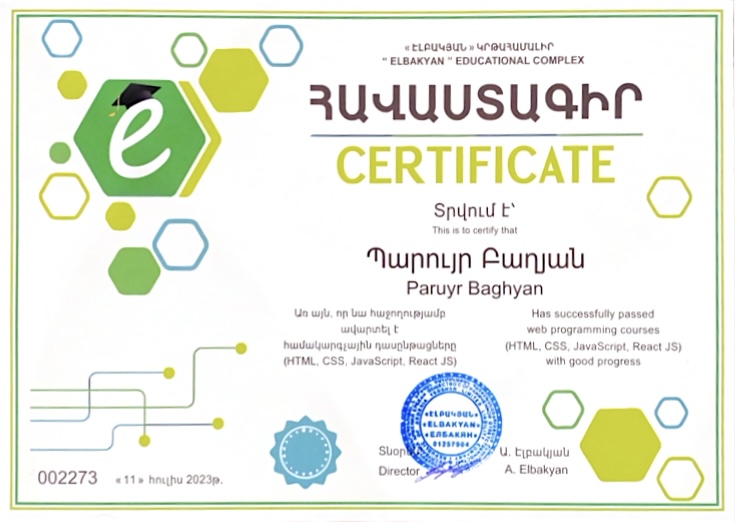 «ԷԼԲԱԿՅԱՆ» ԿՐԹԱՀԱՄԱԼԻՐ
“ ELBAKYAN ” EDUCATIONAL COMPLEX
e
ՀԱՎԱՍՏԱԳԻՐ
CERTIFICATE
Տրվում է՝
This is to certify that
Պարույր Բաղյան
Paruyr Baghyan
Առ այն, որ նա հաջողությամբ
ավարտել է
համակարգչային դասընթացները
(HTML, CSS, JavaScript, React JS)
Has successfully passed
web programming courses
(HTML, CSS, JavaScript, React JS)
with good progress
«ԷԼԲԱԿՅԱՆ»
ELBAKYAN
«ЕЛБАКЯН»
01257904
Ա. Էլբակյան
Director
A. Elbakyan
002273
«11» հուլիս 2023թ.